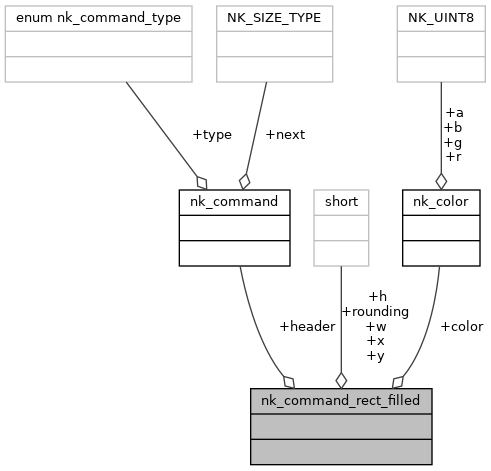 enum nk_command_type
NK_SIZE_TYPE
NK_UINT8
+type
+next
+a
+b
+g
+r
nk_command
short
nk_color
+header
+h
+rounding
+w
+x
+y
+color
nk_command_rect_filled